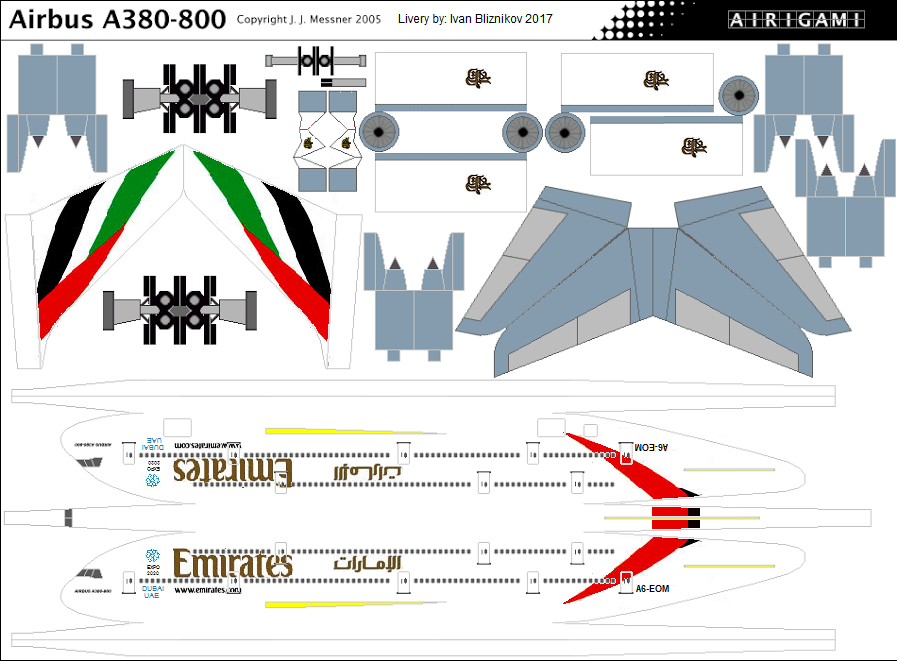 Airbus A380-800 Copyright J. J. Messner 2005 Livery by: Ivan Bliznikov 2017 AIRIGAMI
www.emirates.com
AIRBUS A380-800
DUBAI
UAE
A6-EOM
EXPO
2020
Emirates
الإمارات
EXPO
2020
Emirates
الإمارات
AIRBUS A380-800
DUBAI
UAE
www.emirates.com
A6-EOM